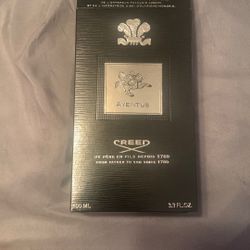 AVENTUS
CREED
DE PÈRE EN FILS DEPUIS 1760
FROM FATHER TO SON SINCE 1760
100 ML 3.3 FL.OZ.